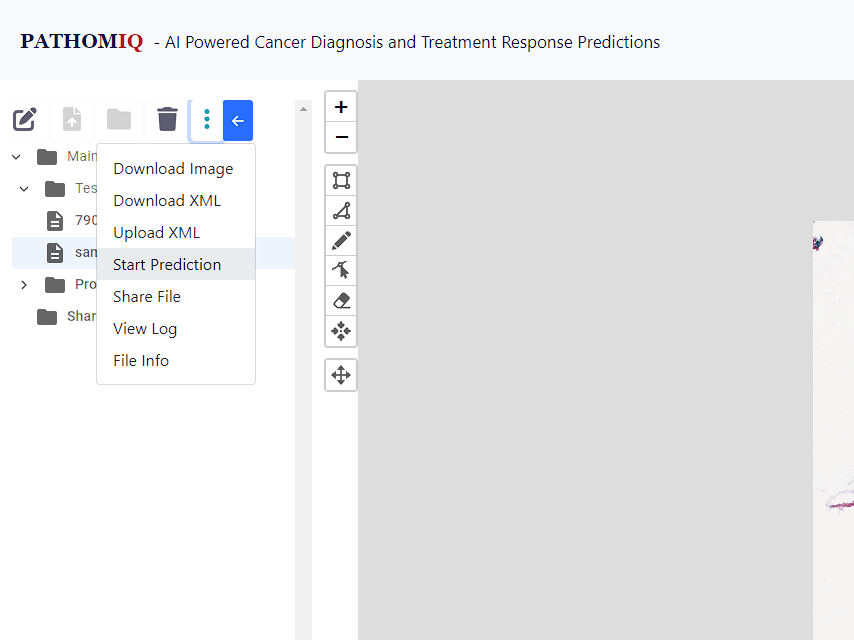 PATHOMIQ - AI Powered Cancer Diagnosis and Treatment Response Predictions
+
−
Main
Download Image
Tes
Download XML
790
Upload XML
sam
Start Prediction
Pro
Share File
Shar
View Log
File Info